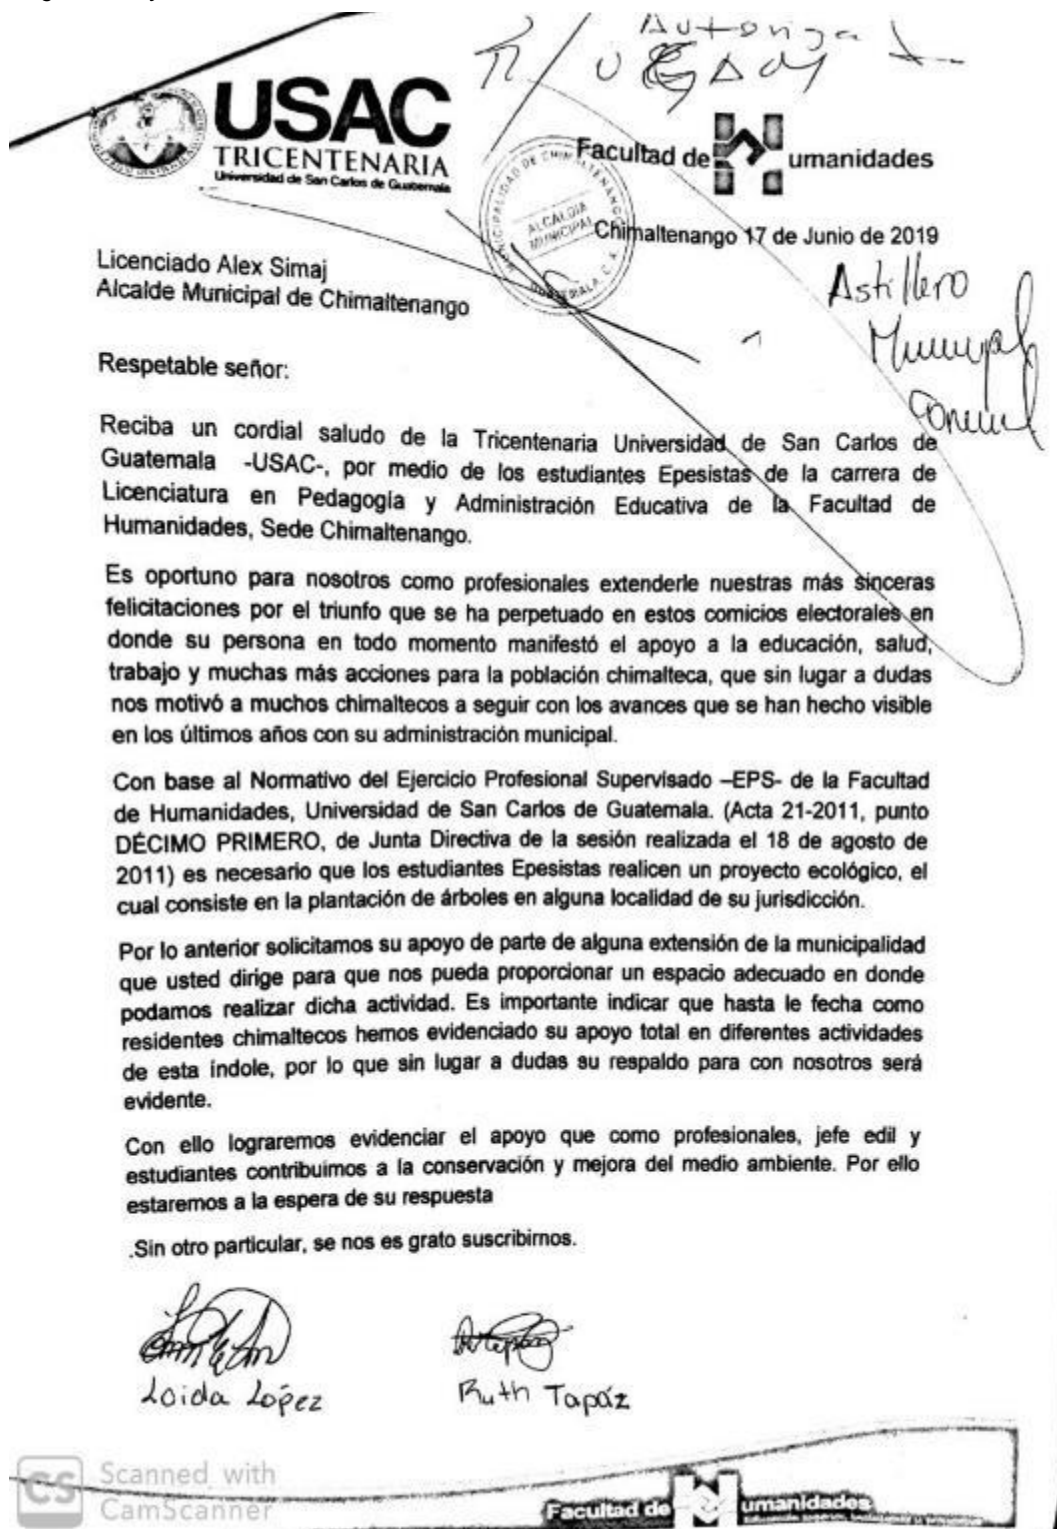 Autoriza
USAC
TRICENTENARIA
Universidad de San Carlos de Guatemala
Facultad de Humanidades
MUNICIPALIDAD DE CHIMALTENANGO
ALCALDIA
MUNICIPAL
GUATEMALA C. A.
Chimaltenango 17 de Junio de 2019
Astillero
Municipal
Licenciado Alex Simaj
Alcalde Municipal de Chimaltenango
Respetable señor:
Reciba un cordial saludo de la Tricentenaria Universidad de San Carlos de
Guatemala -USAC-, por medio de los estudiantes Epesistas de la carrera de
Licenciatura en Pedagogía y Administración Educativa de la Facultad de
Humanidades, Sede Chimaltenango.
Es oportuno para nosotros como profesionales extenderle nuestras más sinceras
felicitaciones por el triunfo que se ha perpetuado en estos comicios electorales en
donde su persona en todo momento manifestó el apoyo a la educación, salud,
trabajo y muchas más acciones para la población chimalteca, que sin lugar a dudas
nos motivó a muchos chimaltecos a seguir con los avances que se han hecho visible
en los últimos años con su administración municipal.
Con base al Normativo del Ejercicio Profesional Supervisado –EPS- de la Facultad
de Humanidades, Universidad de San Carlos de Guatemala. (Acta 21-2011, punto
DÉCIMO PRIMERO, de Junta Directiva de la sesión realizada el 18 de agosto de
2011) es necesario que los estudiantes Epesistas realicen un proyecto ecológico, el
cual consiste en la plantación de árboles en alguna localidad de su jurisdicción.
Por lo anterior solicitamos su apoyo de parte de alguna extensión de la municipalidad
que usted dirige para que nos pueda proporcionar un espacio adecuado en donde
podamos realizar dicha actividad. Es importante indicar que hasta le fecha como
residentes chimaltecos hemos evidenciado su apoyo total en diferentes actividades
de esta índole, por lo que sin lugar a dudas su respaldo para con nosotros será
evidente.
Con ello lograremos evidenciar el apoyo que como profesionales, jefe edil y
estudiantes contribuimos a la conservación y mejora del medio ambiente. Por ello
estaremos a la espera de su respuesta
.Sin otro particular, se nos es grato suscribirnos.
Loida López
Ruth Tapáz
CS
Scanned with
CamScanner
Facultad de Humanidades